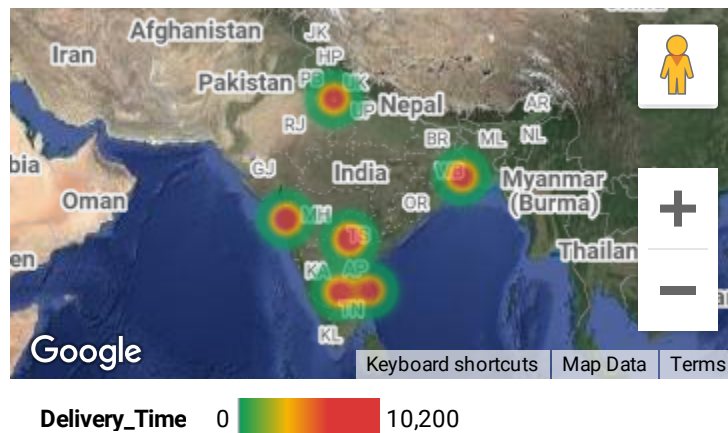 Afghanistan
JK
Iran
HP
Pakistan
PB
UK
UP
Nepal
RJ
AR
BR
ML
NL
GJ
India
WB
Myanmar
(Burma)
bia
Oman
MH
OR
TS
en
KA
AP
Thailan
TN
KL
Google
Keyboard shortcuts
Map Data
Terms
Delivery_Time 0 10,200